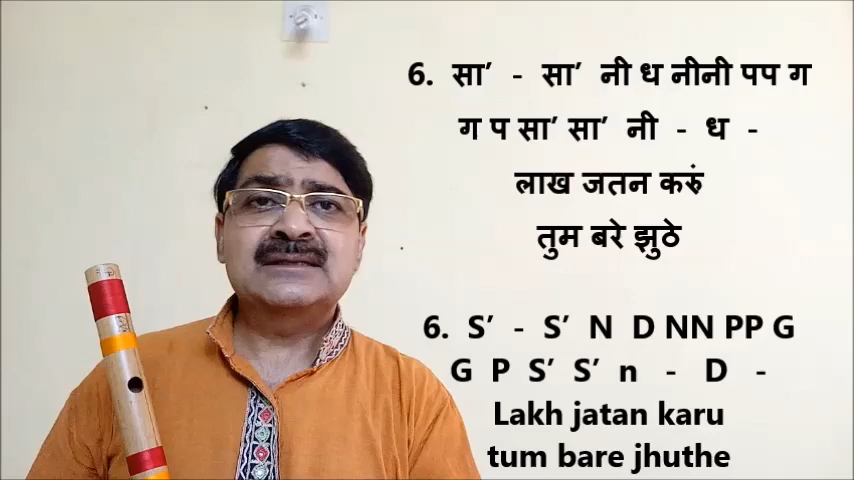 6. सा’ - सा’ नी ध नीनी पप ग
ग प सा’ सा’ नी - ध -
लाख जतन करुं
तुम बरे झुठे
6. S’ - S’ N D NN PP G
G P S’ S’ n - D -
Lakh jatan karu
tum bare jhuthe